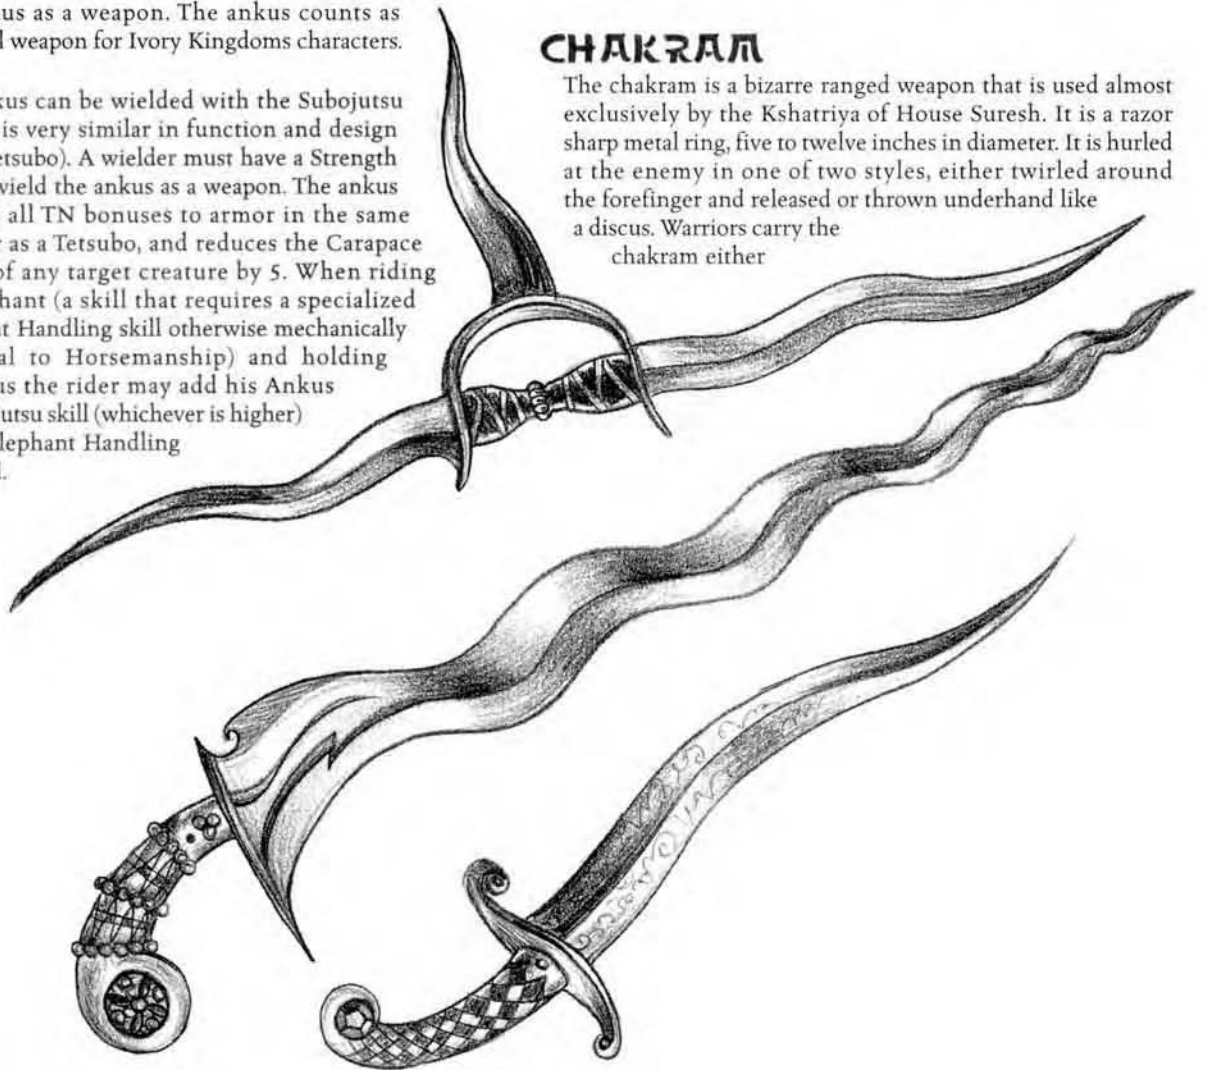 us as a weapon. The ankus counts as
weapon for Ivory Kingdoms characters.
kus can be wielded with the Subojutsu
is very similar in function and design
etsubo). A wielder must have a Strength
wield the ankus as a weapon. The ankus
all TN bonuses to armor in the same
as a Tetsubo, and reduces the Carapace
of any target creature by 5. When riding
phant (a skill that requires a specialized
nt Handling skill otherwise mechanically
al to Horsemanship) and holding
us the rider may add his Ankus
utsu skill (whichever is higher)
lephant Handling
CHAKRAM
The chakram is a bizarre ranged weapon that is used almost
exclusively by the Kshatriya of House Suresh. It is a razor
sharp metal ring, five to twelve inches in diameter. It is hurled
at the enemy in one of two styles, either twirled around
the forefinger and released or thrown underhand like
a discus. Warriors carry the
chakram either